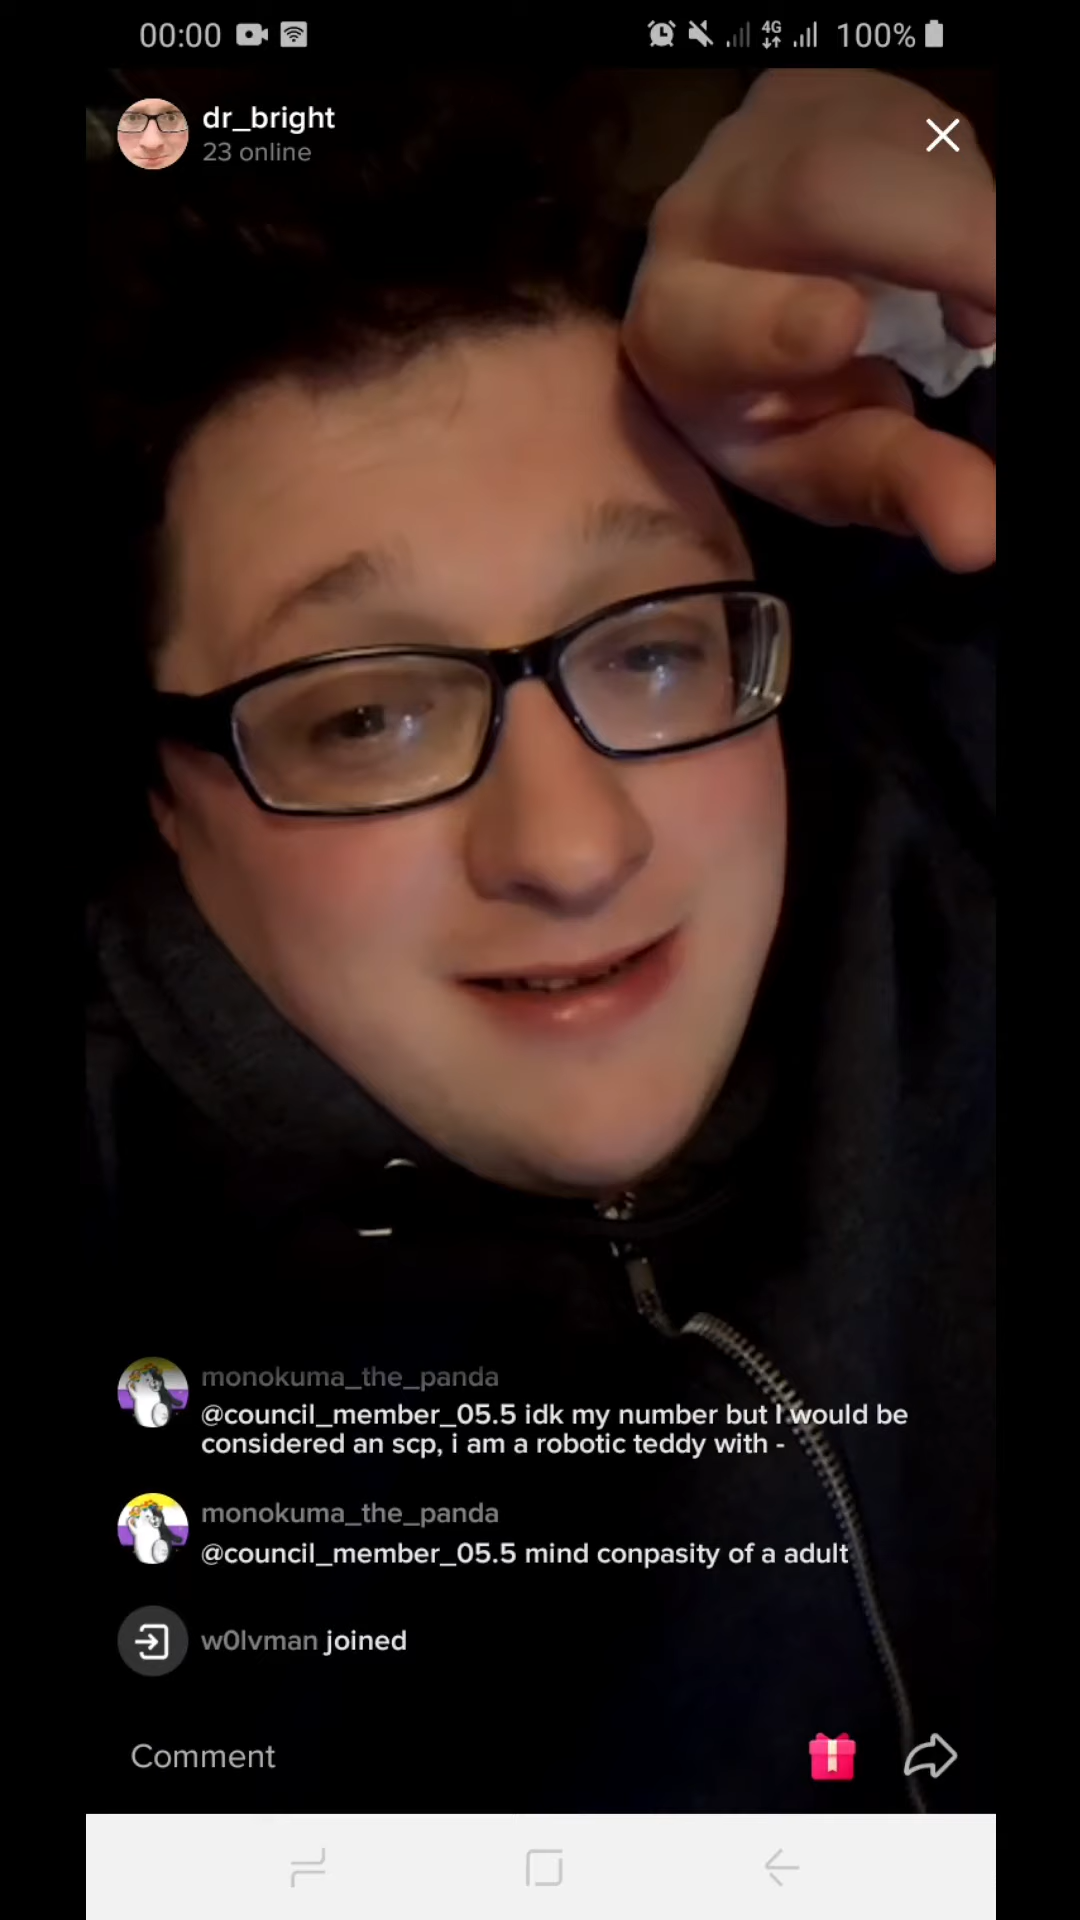 00:00 4G 100%
dr_bright
23 online
monokuma_the_panda
@council_member_05.5 idk my number but I would be
considered an scp, i am a robotic teddy with -
monokuma_the_panda
@council_member_05.5 mind conpasity of a adult
w0lvman joined
Comment